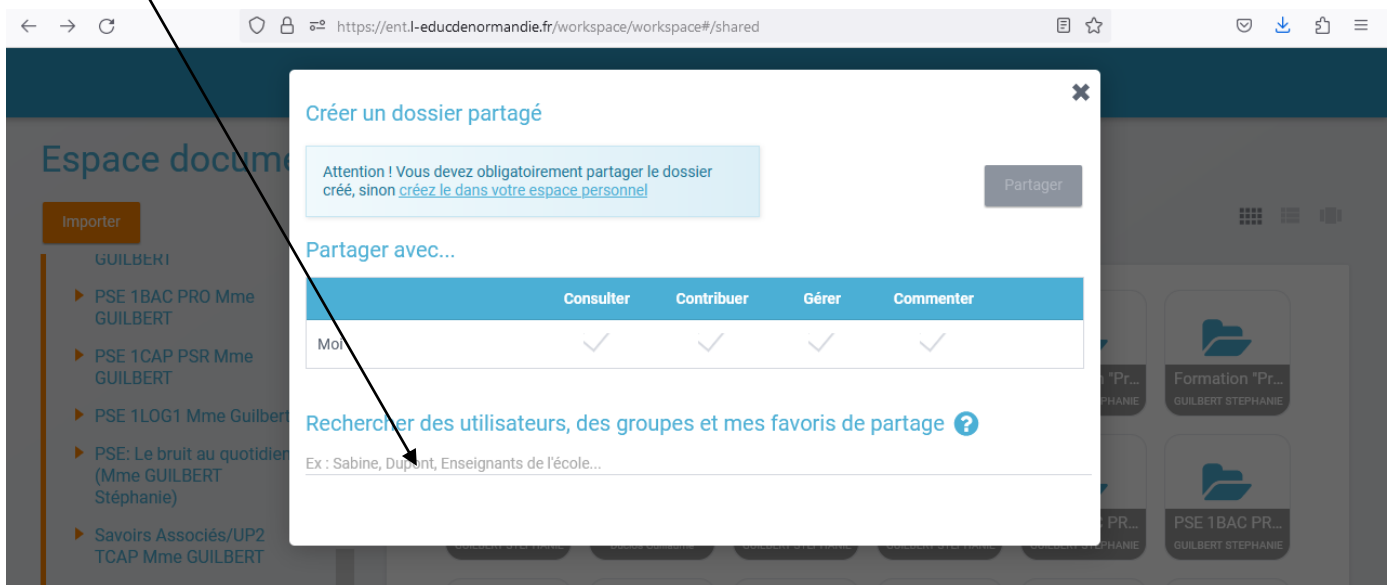 https://ent.l-educdenormandie.fr/workspace/workspace#/shared
Créer un dossier partagé
Espace docume
Attention ! Vous devez obligatoirement partager le dossier
créé, sinon créez le dans votre espace personnel
Partager
Importer
Partager avec...
GUILBERT
PSE 1BAC PRO Mme
GUILBERT
PSE 1CAP PSR Mme
GUILBERT
PSE 1LOG1 Mme Guilbert
PSE: Le bruit au quotidien
(Mme GUILBERT
Stéphanie)
Savoirs Associés/UP2
TCAP Mme GUILBERT
Consulter Contribuer Gérer Commenter
Moi
Rechercher des utilisateurs, des groupes et mes favoris de partage ?
Ex : Sabine, Dupont, Enseignants de l'école...
"Pr...
PHANIE
Formation "Pr...
GUILBERT STEPHANIE
PR...
PSE 1BAC PR...
GUILBERT STEPHANIE